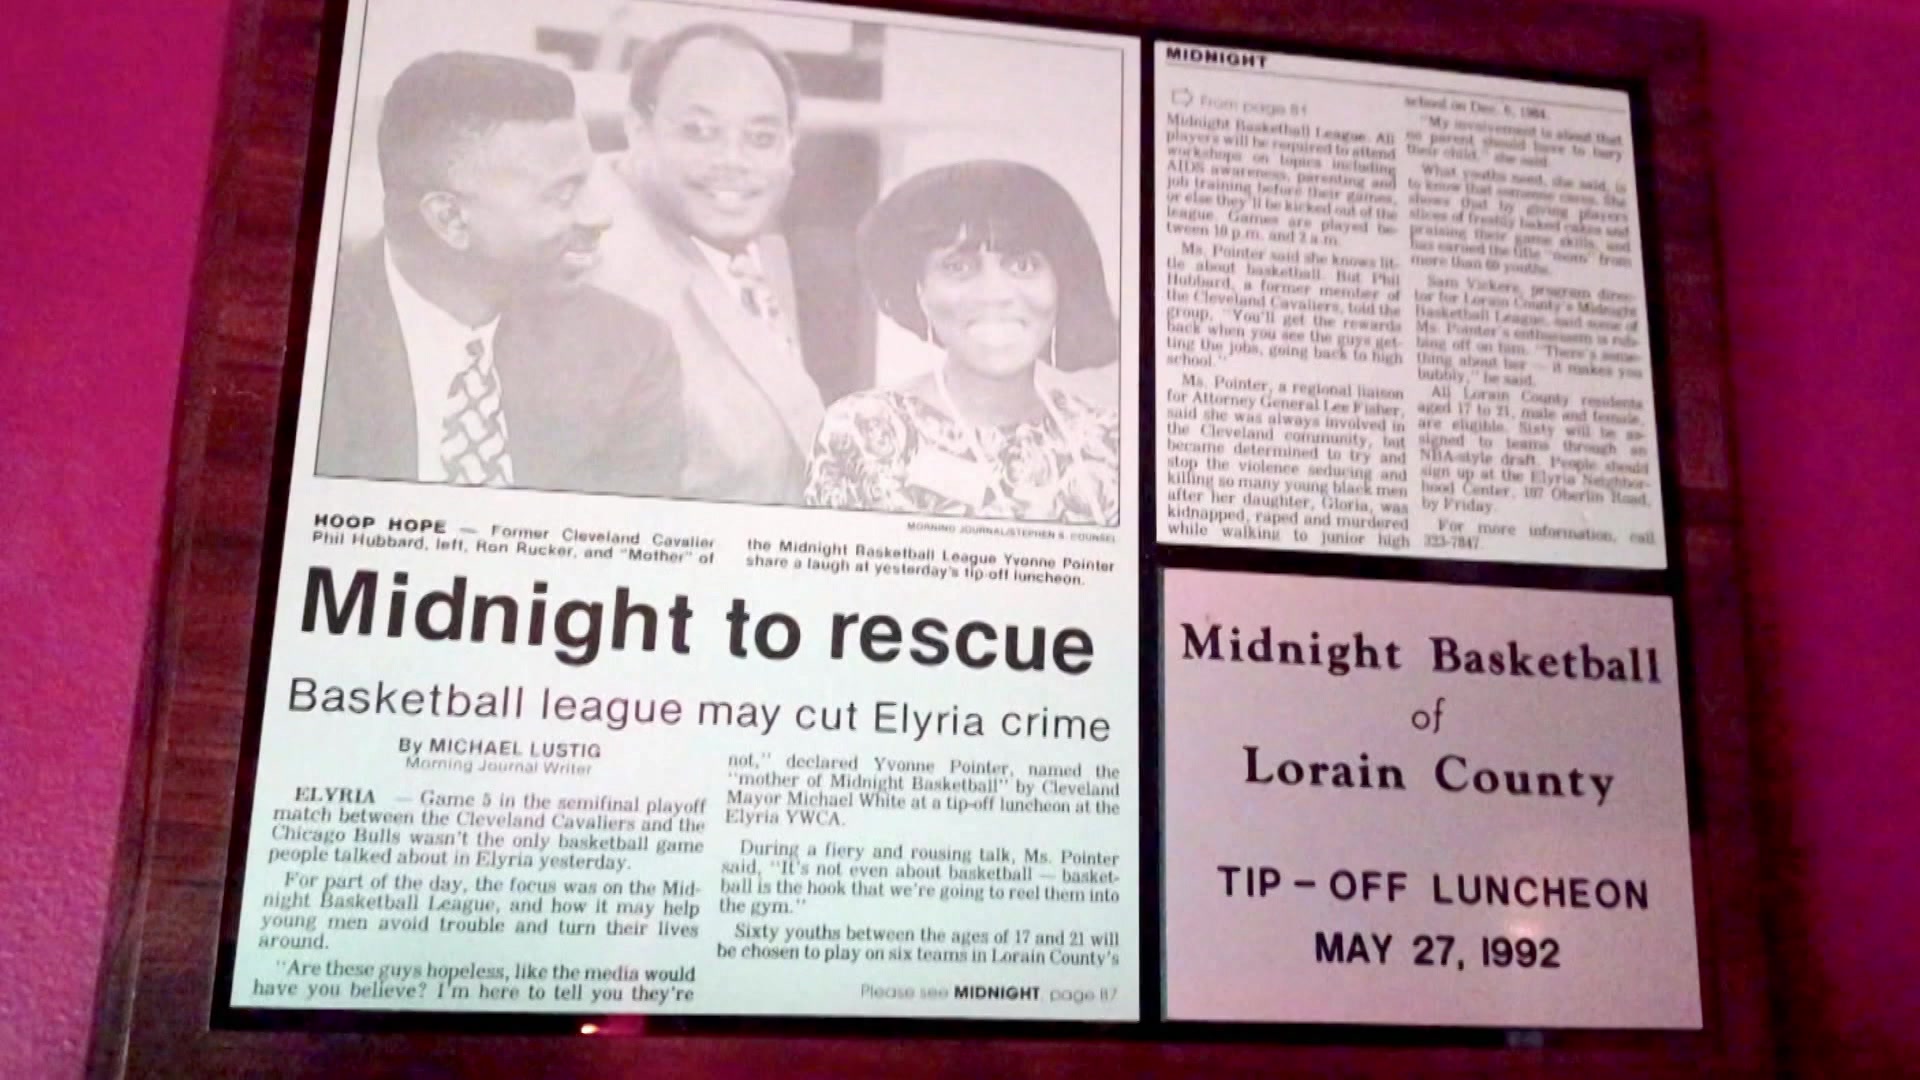 HOOP HOPE — Former Cleveland Cavalier
Phil Hubbard, left, Ron Rucker, and "Mother" of
MORNING JOURNAL/STEPHEN S. COUNSEL
the Midnight Basketball League Yvonne Pointer
share a laugh at yesterday's tip-off luncheon.
Midnight to rescue
Basketball league may cut Elyria crime
By MICHAEL LUSTIG
Morning Journal Writer
ELYRIA — Game 5 in the semifinal playoff
match between the Cleveland Cavaliers and the
Chicago Bulls wasn't the only basketball game
people talked about in Elyria yesterday.
For part of the day, the focus was on the Mid-
night Basketball League, and how it may help
young men avoid trouble and turn their lives
around.
"Are these guys hopeless, like the media would
have you believe? I'm here to tell you they're
not," declared Yvonne Pointer, named the
"mother of Midnight Basketball" by Cleveland
Mayor Michael White at a tip-off luncheon at the
Elyria YWCA.
During a fiery and rousing talk, Ms. Pointer
said, "It's not even about basketball — basket-
ball is the hook that we're going to reel them into
the gym."
Sixty youths between the ages of 17 and 21 will
be chosen to play on six teams in Lorain County's
Please see MIDNIGHT, page B7
MIDNIGHT
From page B1
Midnight Basketball League. All
players will be required to attend
workshops on topics including
AIDS awareness, parenting and
job training before their games,
or else they'll be kicked out of the
league. Games are played be-
tween 10 p.m. and 2 a.m.
Ms. Pointer said she knows lit-
tle about basketball. But Phil
Hubbard, a former member of
the Cleveland Cavaliers, told the
group, "You'll get the rewards
back when you see the guys get-
ting the jobs, going back to high
school."
Ms. Pointer, a regional liaison
for Attorney General Lee Fisher,
said she was always involved in
the Cleveland community, but
became determined to try and
stop the violence seducing and
killing so many young black men
after her daughter, Gloria, was
kidnapped, raped and murdered
while walking to junior high
school on Dec. 6, 1984.
"My involvement is about that
no parent should have to bury
their child," she said.
What youths need, she said, is
to know that someone cares. She
shows that by giving players
slices of freshly baked cakes and
praising their game skills, and
has earned the title "mom" from
more than 60 youths.
Sam Vickers, program direc-
tor for Lorain County's Midnight
Basketball League, said some of
Ms. Pointer's enthusiasm is rub-
bing off on him. "There's some-
thing about her — it makes you
bubbly," he said.
All Lorain County residents
aged 17 to 21, male and female,
are eligible. Sixty will be as-
signed to teams through an
NBA-style draft. People should
sign up at the Elyria Neighbor-
hood Center, 107 Oberlin Road,
by Friday.
For more information, call
323-7847.
Midnight Basketball
of
Lorain County
TIP – OFF LUNCHEON
MAY 27, 1992